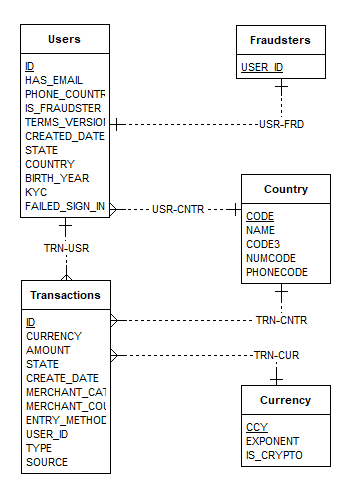 Users
ID
HAS_EMAIL
PHONE_COUNTR
IS_FRAUDSTER
TERMS_VERSION
CREATED_DATE
STATE
COUNTRY
BIRTH_YEAR
KYC
FAILED_SIGN_IN
Fraudsters
USER_ID
USR-FRD
Country
CODE
NAME
CODE3
NUMCODE
PHONECODE
USR-CNTR
TRN-USR
Transactions
ID
CURRENCY
AMOUNT
STATE
CREATE_DATE
MERCHANT_CAT
MERCHANT_COU
ENTRY_METHOD
USER_ID
TYPE
SOURCE
TRN-CNTR
TRN-CUR
Currency
CCY
EXPONENT
IS_CRYPTO